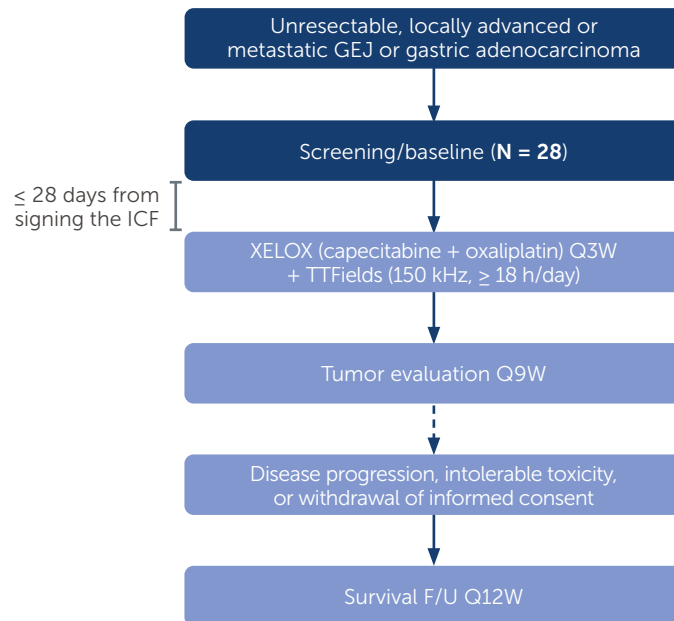 Unresectable, locally advanced or
metastatic GEJ or gastric adenocarcinoma
Screening/baseline (N = 28)
≤ 28 days from
signing the ICF
XELOX (capecitabine + oxaliplatin) Q3W
+ TTFields (150 kHz, ≥ 18 h/day)
Tumor evaluation Q9W
Disease progression, intolerable toxicity,
or withdrawal of informed consent
Survival F/U Q12W